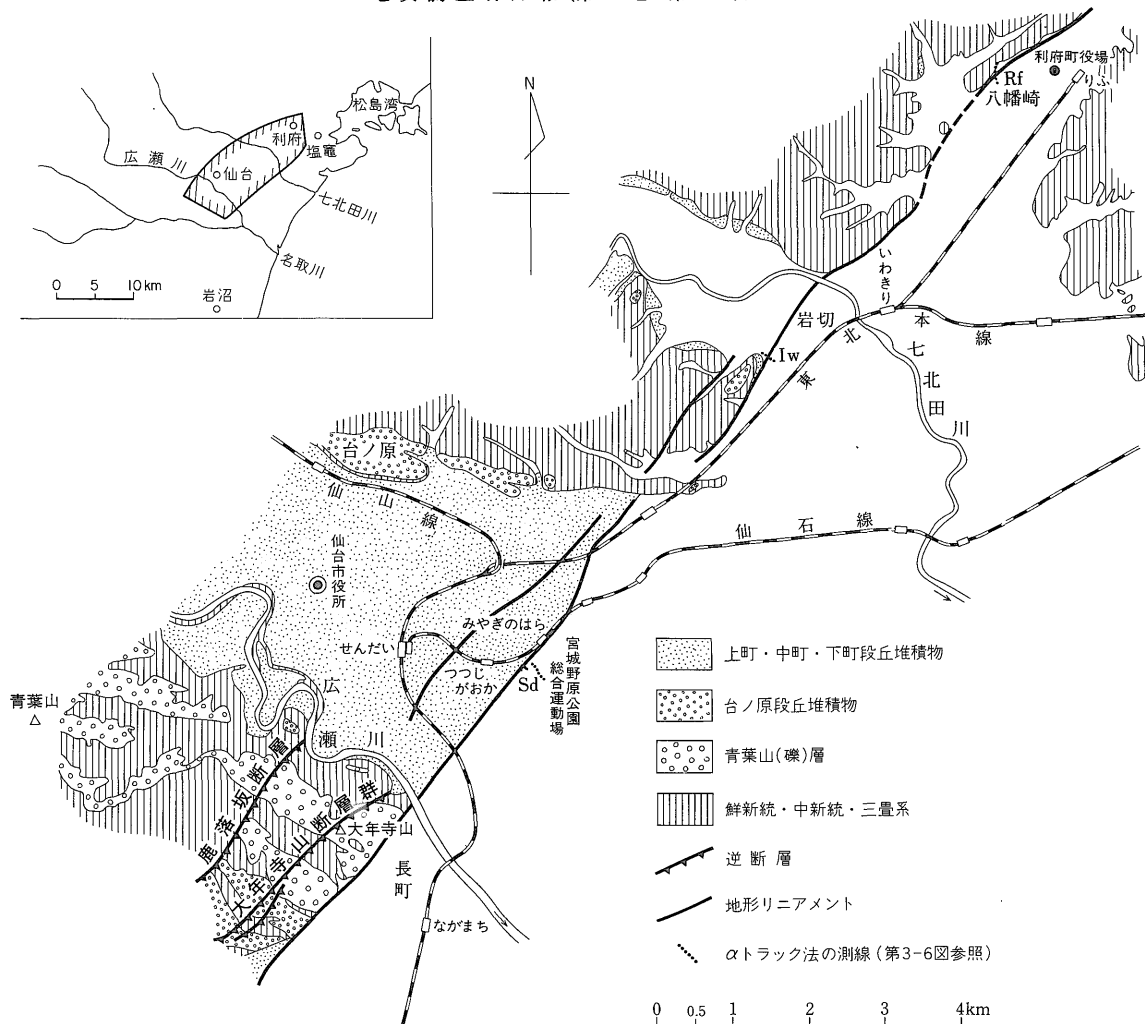 松島湾
利府
塩竈
広瀬川
仙台
七北田川
名取川
0 5 10km
岩沼
N
利府町役場
りふ
Rf
八幡崎
いわきり
岩切
東北本線
七北田川
Iw
台ノ原
仙山線
仙台市役所
仙石線
みやぎのはら
せんだい
つつじがおか
宮城野原公園
総合運動場
Sd
青葉山
広瀬川
鹿落坂断層
大年寺山断層群
大年寺山
長町
ながまち
上町・中町・下町段丘堆積物
台ノ原段丘堆積物
青葉山(礫)層
鮮新統・中新統・三畳系
逆断層
地形リニアメント
αトラック法の測線(第3-6図参照)
0 0.5 1 2 3 4km